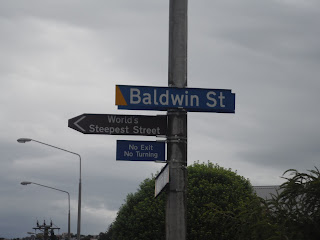 Baldwin St
World's
Steepest Street
No Exit
No Turning